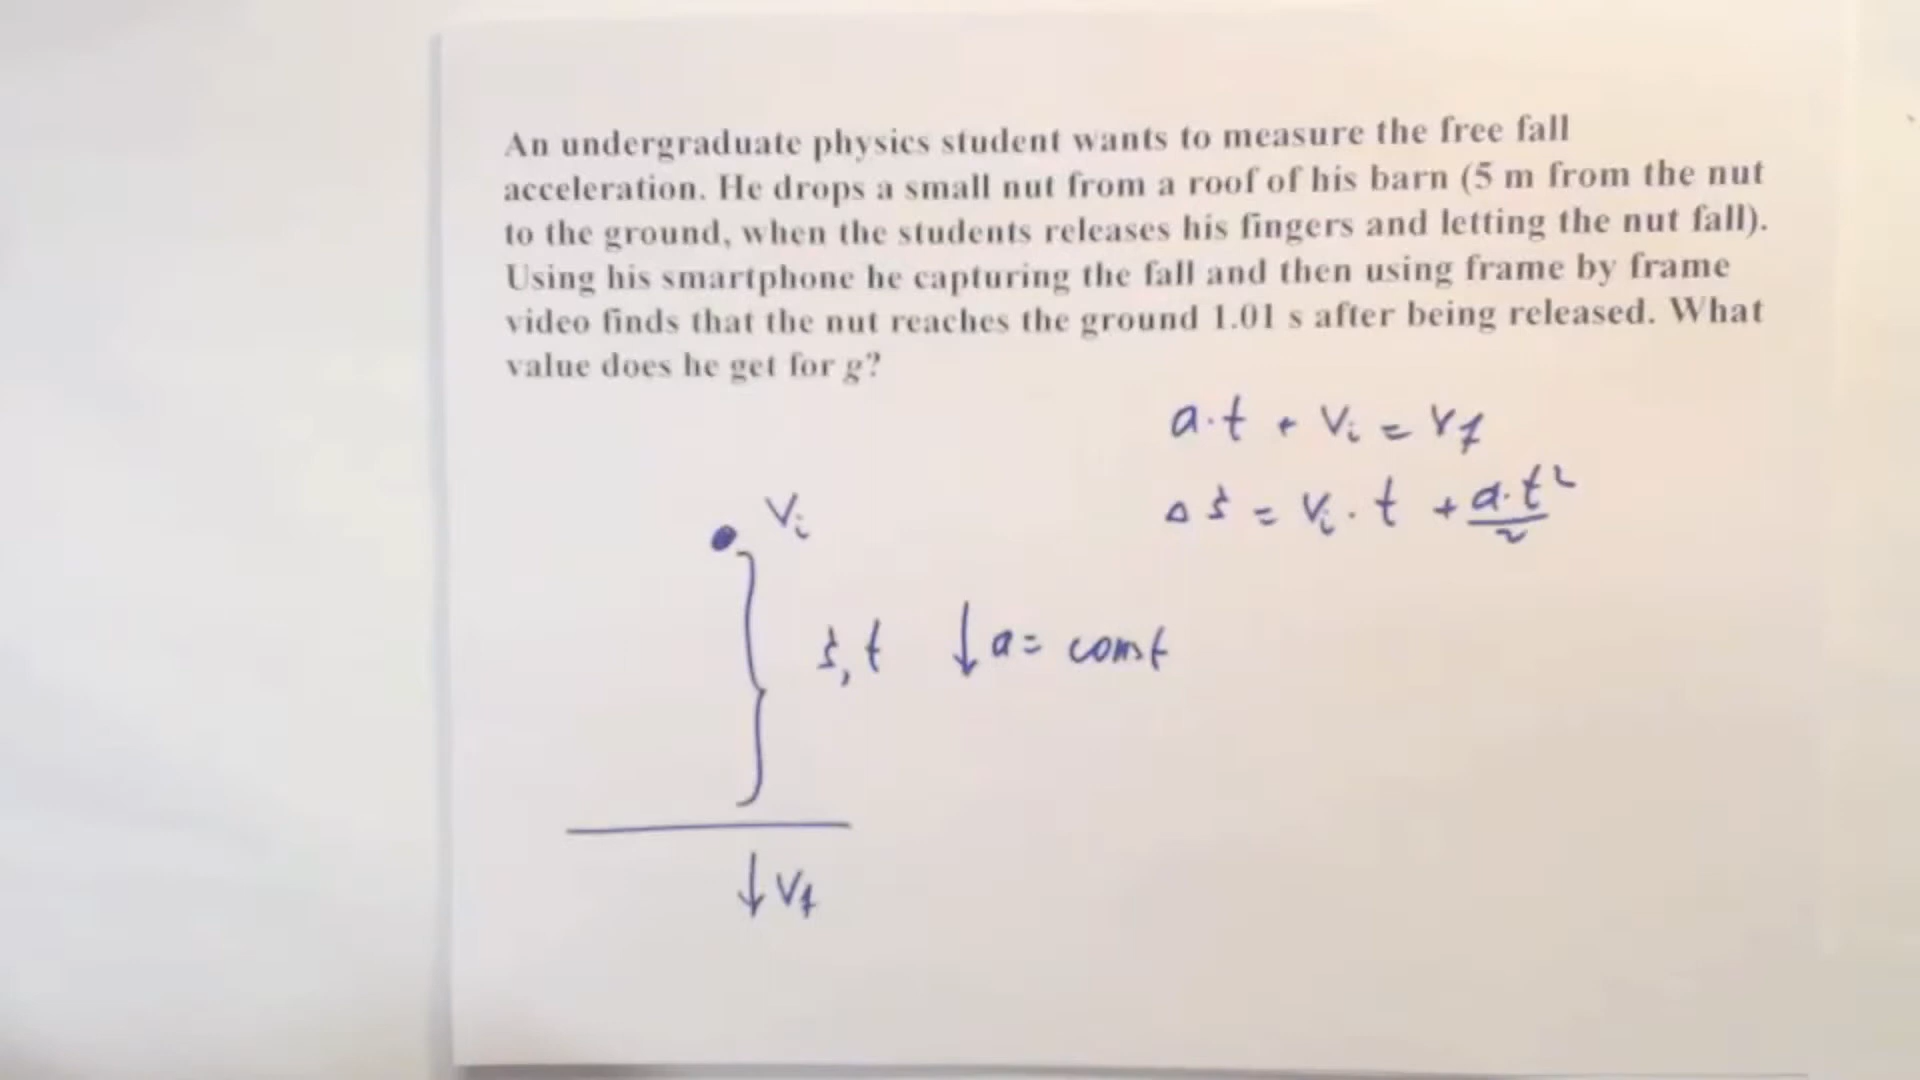 An undergraduate physics student wants to measure the free fall
acceleration. He drops a small nut from a roof of his barn (5 m from the nut
to the ground, when the students releases his fingers and letting the nut fall).
Using his smartphone he capturing the fall and then using frame by frame
video finds that the nut reaches the ground 1.01 s after being released. What
value does he get for g?
a·t + Vi = Vf
Δs = Vi · t + a·t²/2
Vi
s, t ↓ a = const
↓ Vf